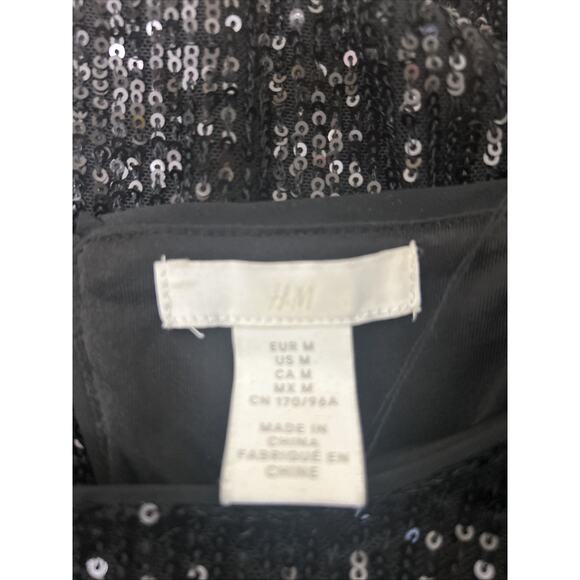 H&M
EUR M
US M
CA M
MX M
CN 170/96A
MADE IN
CHINA
FABRIQUÉ EN
CHINE